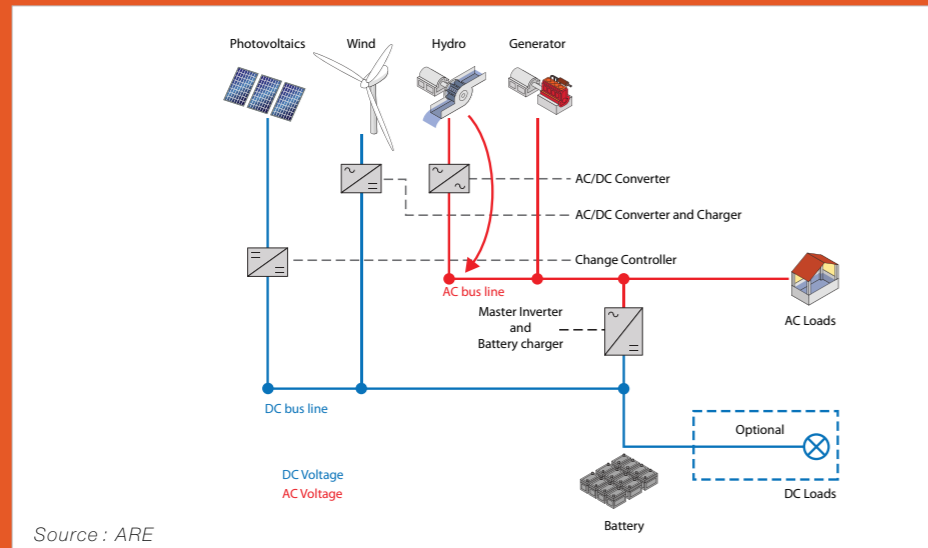 Photovoltaics
Wind
Hydro
Generator
AC/DC Converter
AC/DC Converter and Charger
Change Controller
AC bus line
Master Inverter
and
Battery charger
AC Loads
DC bus line
Optional
DC Voltage
AC Voltage
DC Loads
Battery
Source : ARE